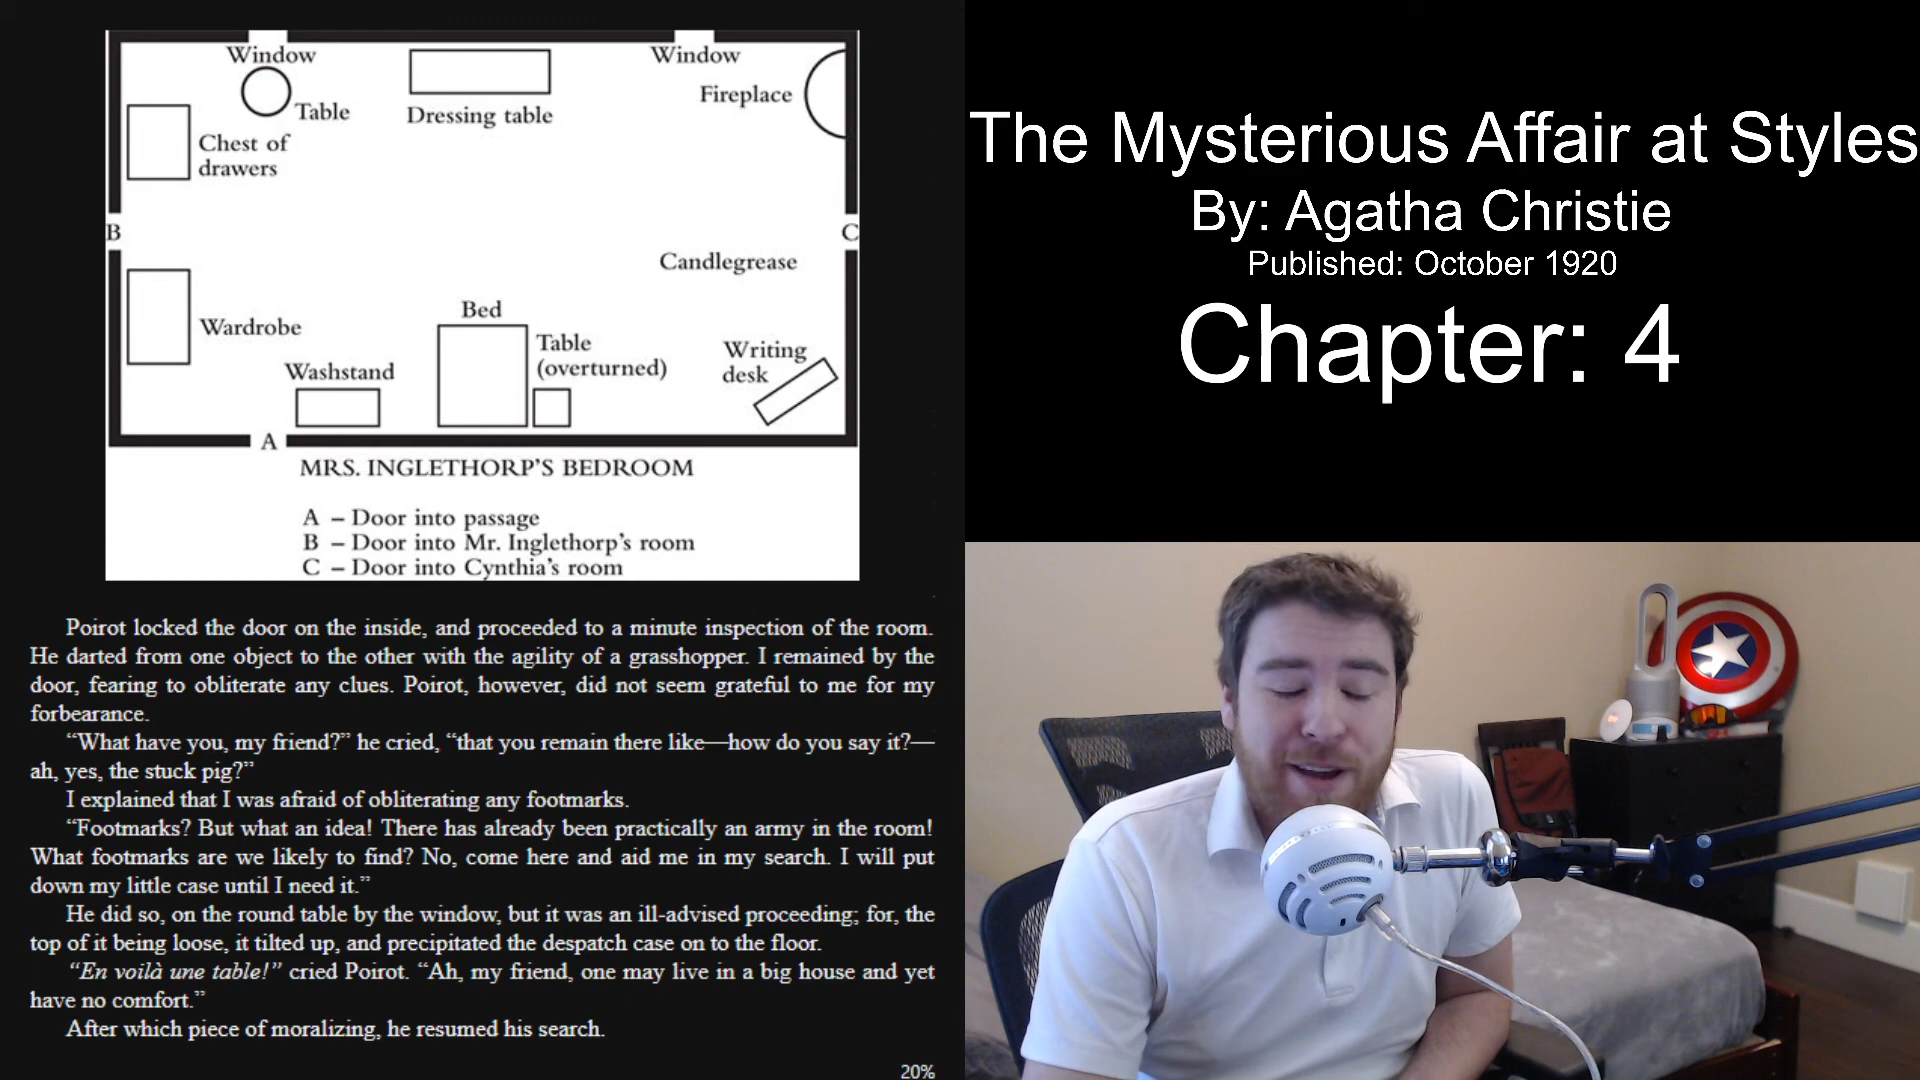 Window
Window
Table
Dressing table
Fireplace
Chest of
drawers
B
C
Candlegrease
Wardrobe
Bed
Table
(overturned)
Washstand
Writing
desk
A
MRS. INGLETHORP'S BEDROOM
A – Door into passage
B – Door into Mr. Inglethorp's room
C – Door into Cynthia's room
Poirot locked the door on the inside, and proceeded to a minute inspection of the room.
He darted from one object to the other with the agility of a grasshopper. I remained by the
door, fearing to obliterate any clues. Poirot, however, did not seem grateful to me for my
forbearance.
“What have you, my friend?” he cried, “that you remain there like—how do you say it?—
ah, yes, the stuck pig?”
I explained that I was afraid of obliterating any footmarks.
“Footmarks? But what an idea! There has already been practically an army in the room!
What footmarks are we likely to find? No, come here and aid me in my search. I will put
down my little case until I need it.”
He did so, on the round table by the window, but it was an ill-advised proceeding; for, the
top of it being loose, it tilted up, and precipitated the despatch case on to the floor.
“En voilà une table!” cried Poirot. “Ah, my friend, one may live in a big house and yet
have no comfort.”
After which piece of moralizing, he resumed his search.
20%
The Mysterious Affair at Styles
By: Agatha Christie
Published: October 1920
Chapter: 4